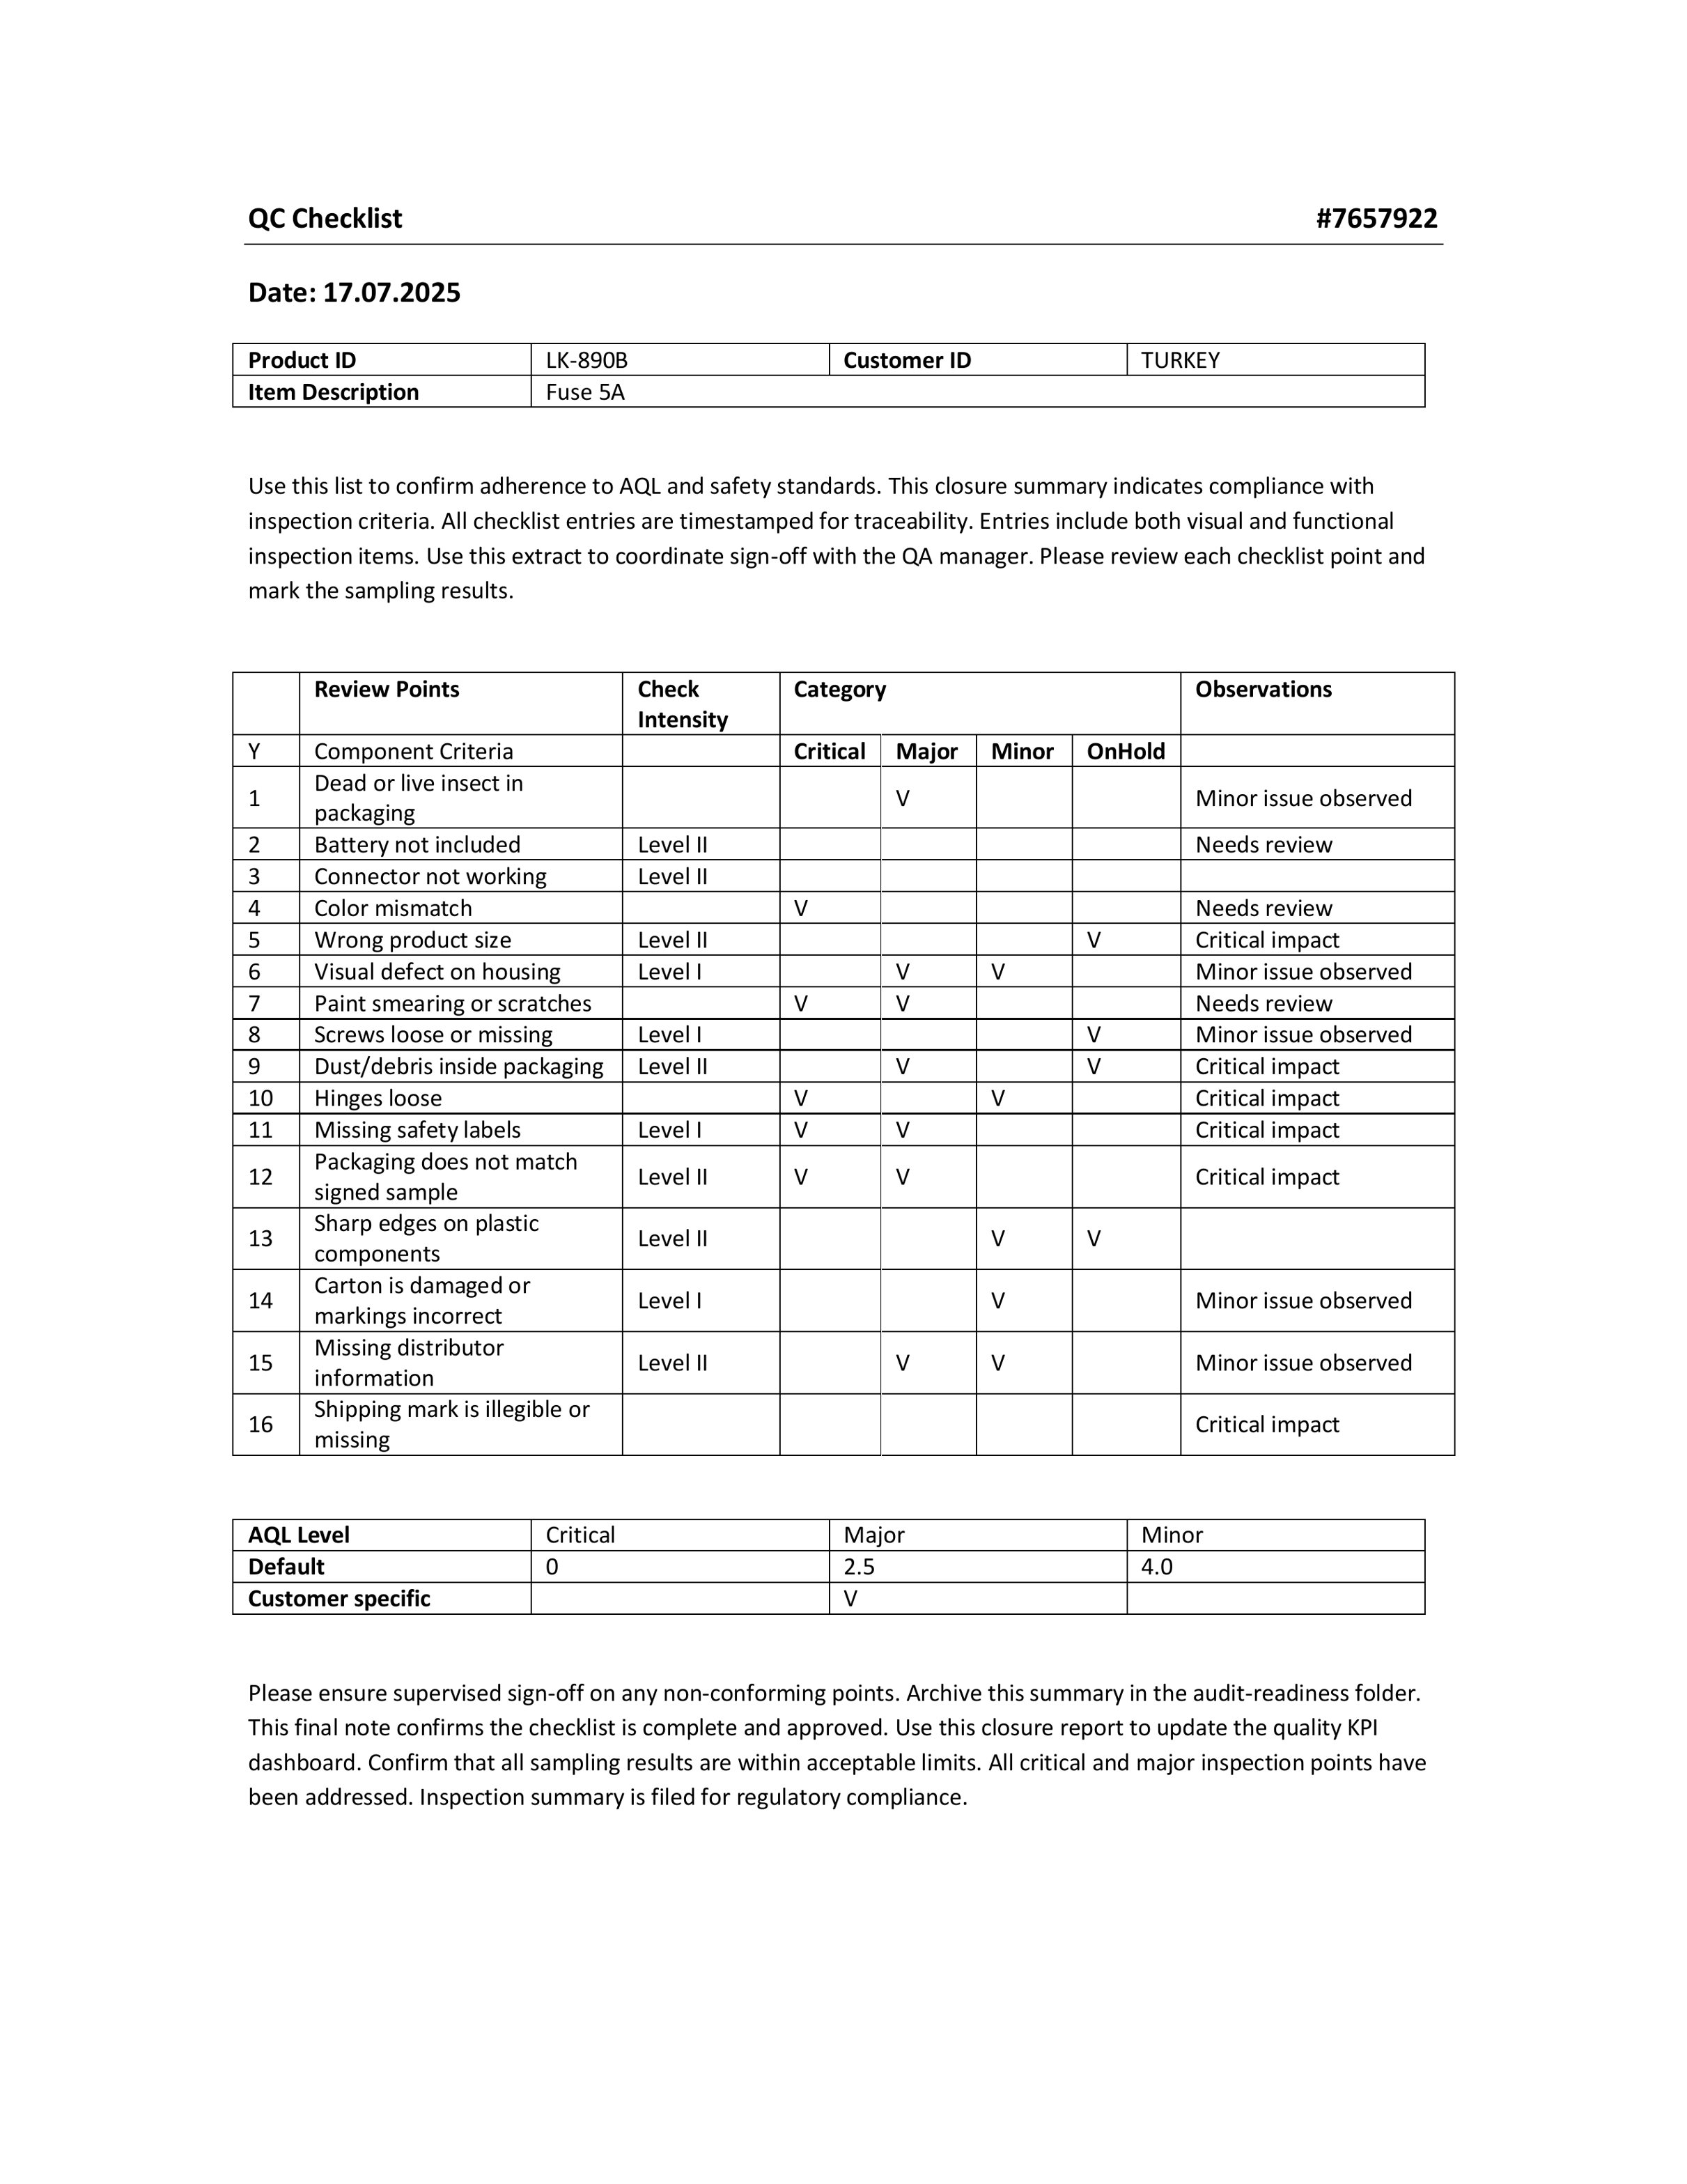 QC Checklist #7657922
Date: 17.07.2025
Product ID LK-890B Customer ID TURKEY
Item Description Fuse 5A
Use this list to confirm adherence to AQL and safety standards. This closure summary indicates compliance with
inspection criteria. All checklist entries are timestamped for traceability. Entries include both visual and functional
inspection items. Use this extract to coordinate sign-off with the QA manager. Please review each checklist point and
mark the sampling results.
Review Points Check Intensity Category Observations
Y Component Criteria Critical Major Minor OnHold
1 Dead or live insect in packaging V Minor issue observed
2 Battery not included Level II Needs review
3 Connector not working Level II
4 Color mismatch V Needs review
5 Wrong product size Level II V Critical impact
6 Visual defect on housing Level I V V Minor issue observed
7 Paint smearing or scratches V V Needs review
8 Screws loose or missing Level I V Minor issue observed
9 Dust/debris inside packaging Level II V V Critical impact
10 Hinges loose V V Critical impact
11 Missing safety labels Level I V V Critical impact
12 Packaging does not match signed sample Level II V V Critical impact
13 Sharp edges on plastic components Level II V V
14 Carton is damaged or markings incorrect Level I V Minor issue observed
15 Missing distributor information Level II V V Minor issue observed
16 Shipping mark is illegible or missing Critical impact
AQL Level Critical Major Minor
Default 0 2.5 4.0
Customer specific V
Please ensure supervised sign-off on any non-conforming points. Archive this summary in the audit-readiness folder.
This final note confirms the checklist is complete and approved. Use this closure report to update the quality KPI
dashboard. Confirm that all sampling results are within acceptable limits. All critical and major inspection points have
been addressed. Inspection summary is filed for regulatory compliance.